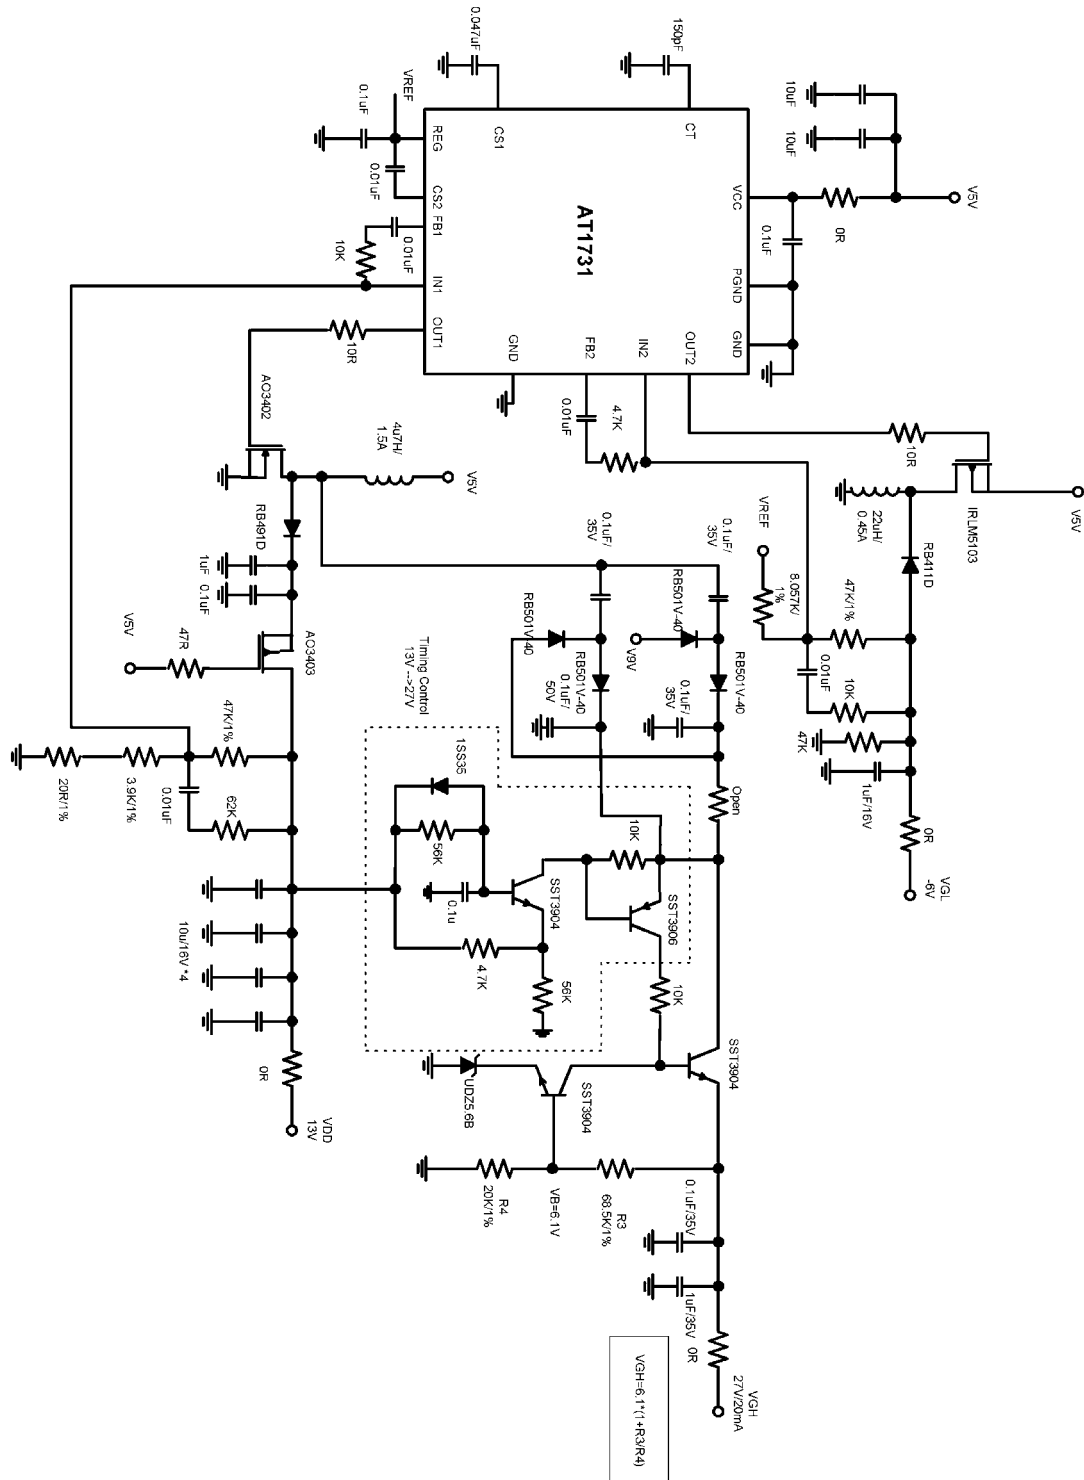 0.047uF
150pF
10uF
10uF
V5V
0R
0.1uF
VREF
0.1uF
0.01uF
REG
CS2
FB1
IN1
OUT1
CS1
CT
VCC
PGND
GND
AT1731
GND
FB2
IN2
OUT2
0.01uF
10K
10R
AO3402
4u7H/
1.5A
V5V
RB491D
1uF
0.1uF
V5V
47R
AO3403
0.01uF
4.7K
10R
IRLM5103
V5V
22uH/
0.45A
RB411D
VREF
8.057K/
1%
47K/1%
0.01uF
10K
47K
1uF/16V
0R
VGL
-6V
0.1uF/
35V
0.1uF/
35V
RB501V-40
RB501V-40
V9V
RB501V-40
RB501V-40
0.1uF/
50V
0.1uF/
35V
Open
Timing Control
13V --->27V
1SS35
56K
0.1u
SST3904
10K
SST3906
4.7K
56K
10K
SST3904
UDZ5.6B
SST3904
47K/1%
3.9K/1%
20R/1%
0.01uF
62K
10u/16V *4
0R
VDD
13V
R4
20K/1%
VB=6.1V
R3
68.5K/1%
0.1uF/35V
1uF/35V
0R
VGH
27V/20mA
VGH=6.1*(1+R3/R4)